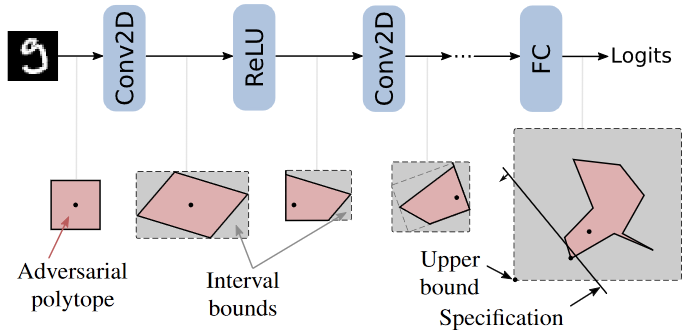 Conv2D
ReLU
Conv2D
...
FC
Logits
Adversarial
polytope
Interval
bounds
Upper
bound
Specification